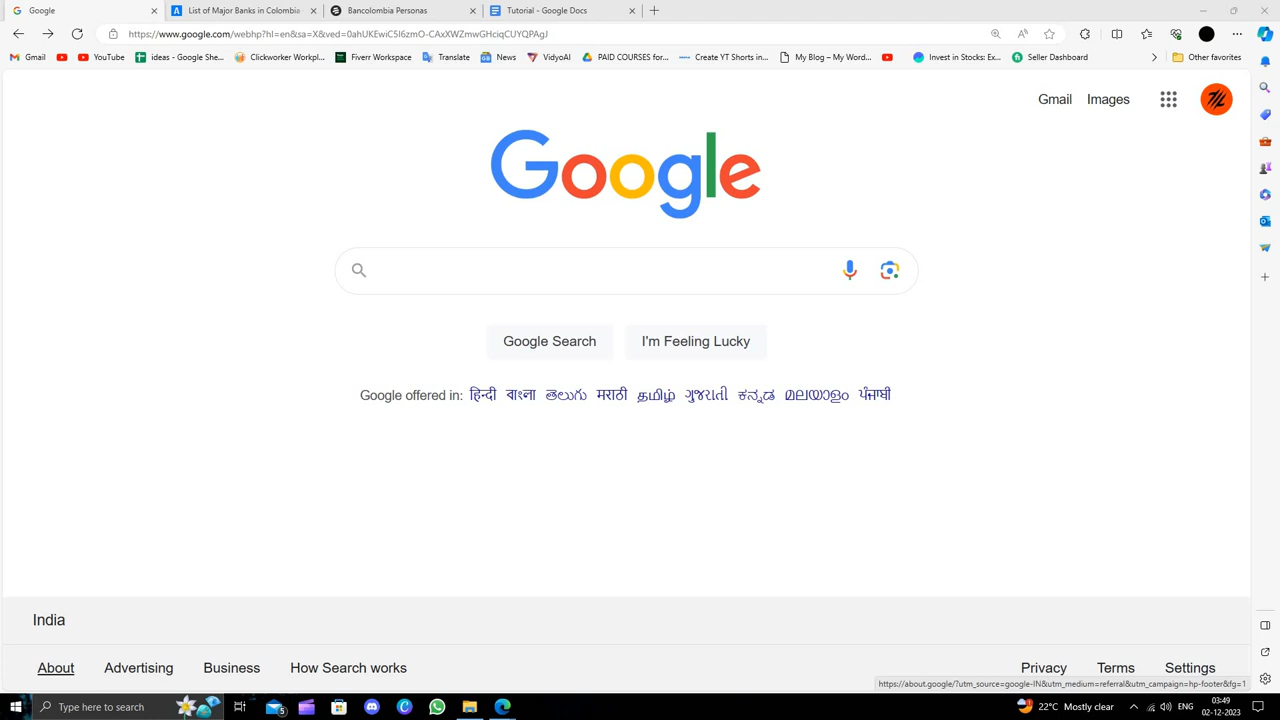 Google
List of Major Banks in Colombia
Bancolombia Personas
Tutorial - Google Docs
https://www.google.com/webhp?hl=en&sa=X&ved=0ahUKEwiC5I6zmO-CAxXWZmwGHciqCUYQPAgJ
Gmail
YouTube
ideas - Google She...
Clickworker Workpl...
Fiverr Workspace
Translate
News
VidyoAI
PAID COURSES for...
Create YT Shorts in...
My Blog – My Word...
Invest in Stocks: Ex...
Seller Dashboard
Other favorites
Gmail Images
Google
Google Search I'm Feeling Lucky
Google offered in: हिन्दी বাংলা తెలుగు मराठी தமிழ் ગુજરાતી ಕನ್ನಡ മലയാളം ਪੰਜਾਬੀ
India
About Advertising Business How Search works Privacy Terms Settings
https://about.google/?utm_source=google-IN&utm_medium=referral&utm_campaign=hp-footer&fg=1
Type here to search
22°C Mostly clear
ENG
03:49
02-12-2023